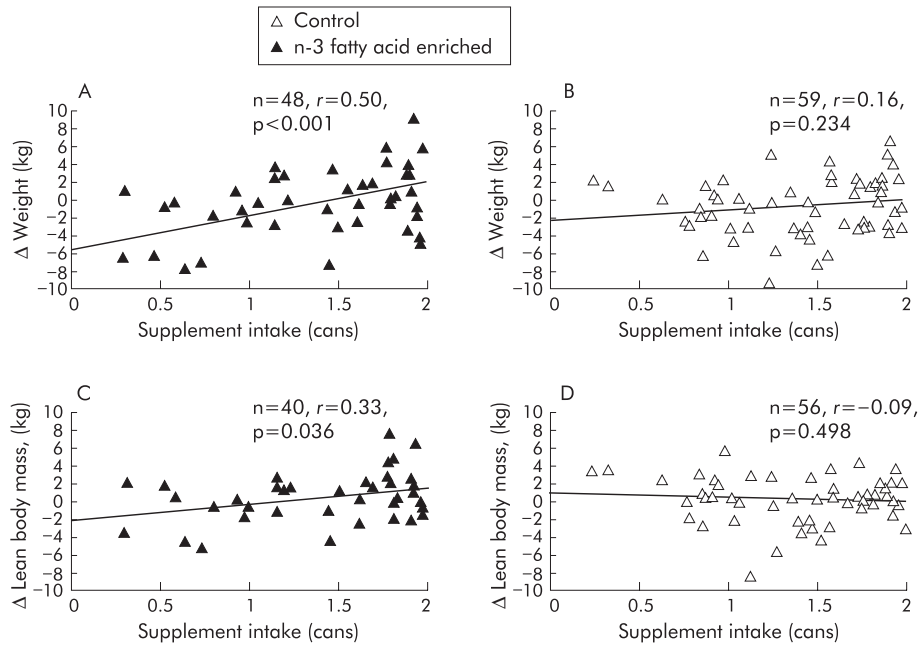 △ Control
▲ n-3 fatty acid enriched
A
n=48, r=0.50,
p<0.001
10
8
6
4
2
0
−2
−4
−6
−8
−10
Δ Weight (kg)
0 0.5 1 1.5 2
Supplement intake (cans)
B
n=59, r=0.16,
p=0.234
10
8
6
4
2
0
−2
−4
−6
−8
−10
Δ Weight (kg)
0 0.5 1 1.5 2
Supplement intake (cans)
C
n=40, r=0.33,
p=0.036
10
8
6
4
2
0
−2
−4
−6
−8
−10
Δ Lean body mass, (kg)
0 0.5 1 1.5 2
Supplement intake (cans)
D
n=56, r=−0.09,
p=0.498
10
8
6
4
2
0
−2
−4
−6
−8
−10
Δ Lean body mass, (kg)
0 0.5 1 1.5 2
Supplement intake (cans)